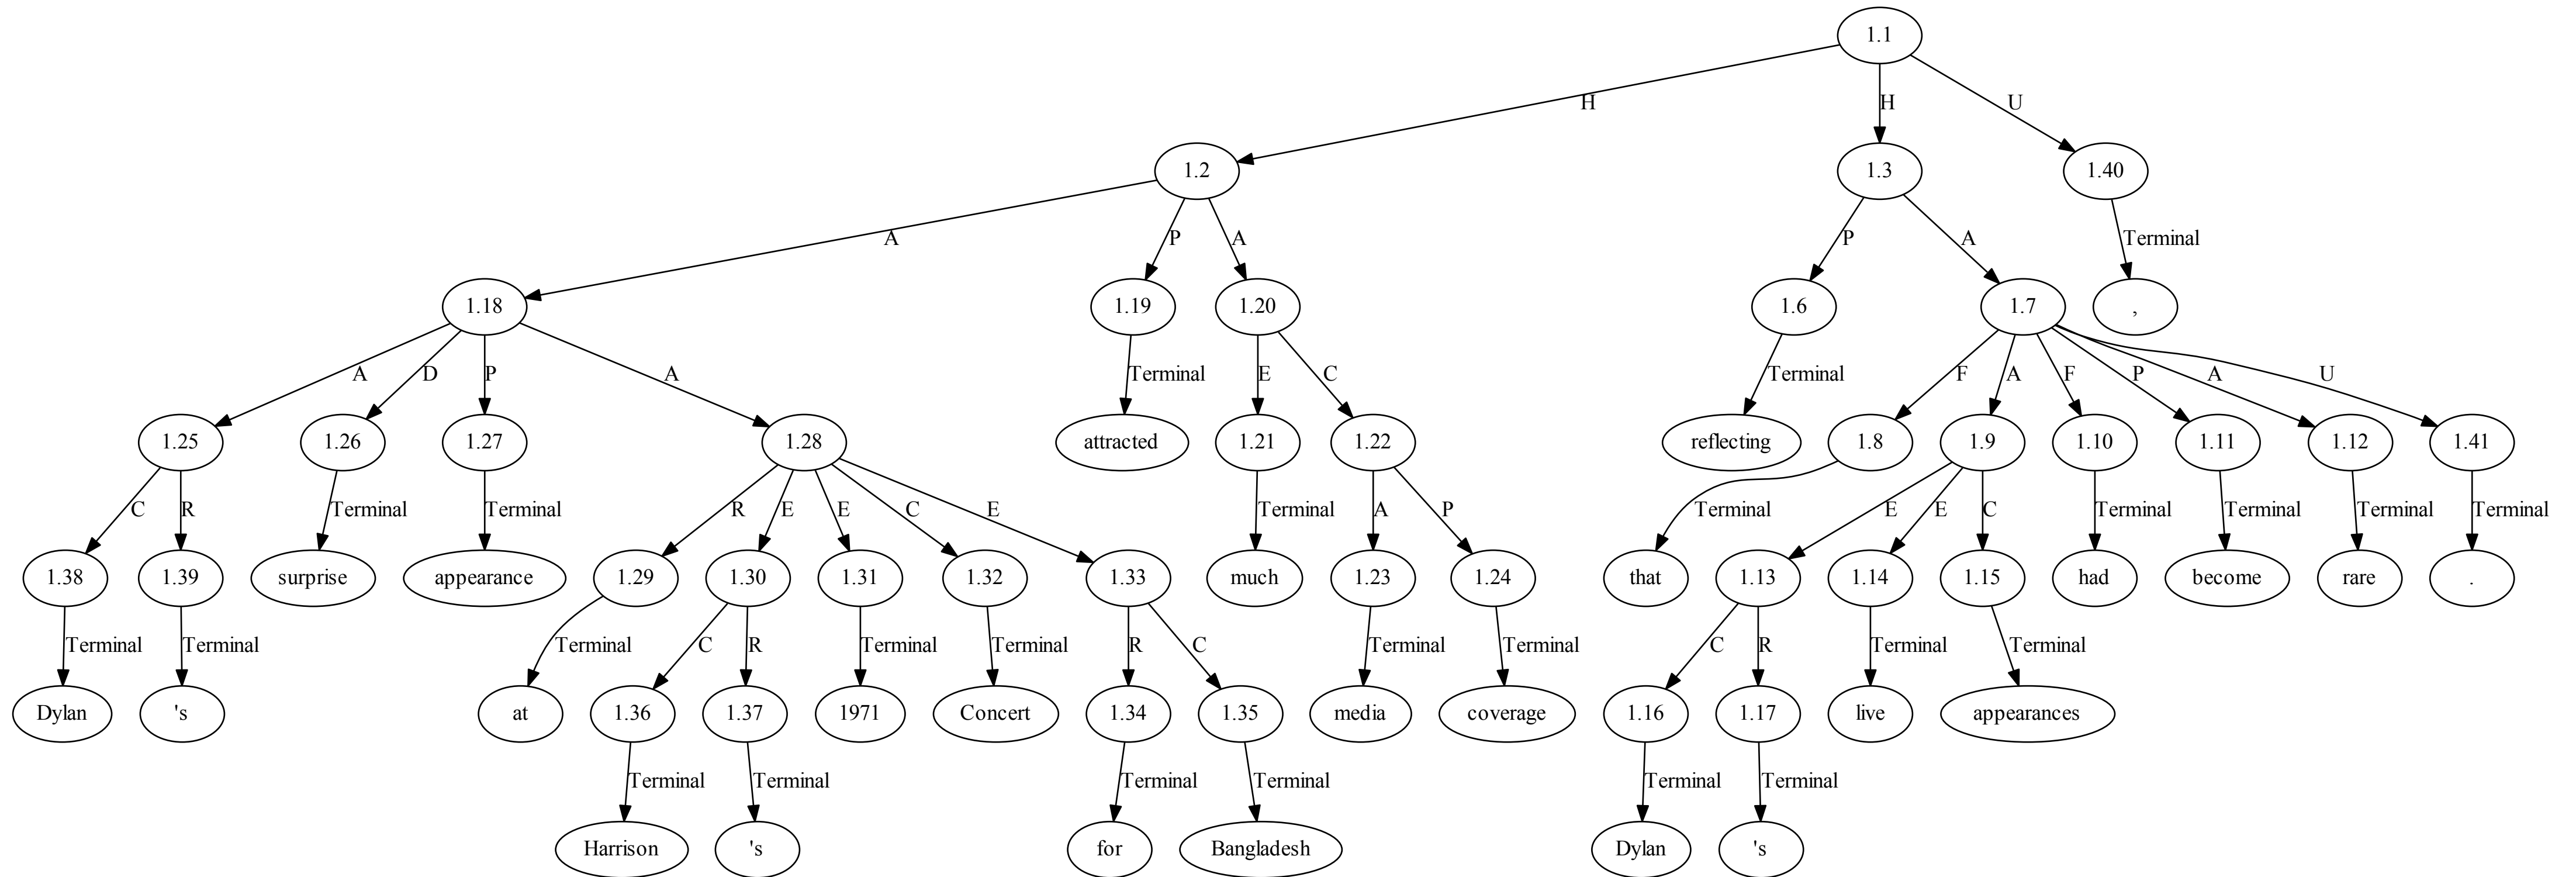 1.1
H H U
1.2 1.3 1.40
A P A P A Terminal
1.18 1.19 1.20 1.6 1.7 ,
A D P A Terminal E C Terminal F A F P A U
1.25 1.26 1.27 1.28 attracted 1.21 1.22 reflecting 1.8 1.9 1.10 1.11 1.12 1.41
C R Terminal Terminal R E E C E Terminal A P Terminal E E C Terminal Terminal Terminal Terminal
1.38 1.39 surprise appearance 1.29 1.30 1.31 1.32 1.33 much 1.23 1.24 that 1.13 1.14 1.15 had become rare .
Terminal Terminal Terminal C R Terminal Terminal R C Terminal Terminal C R Terminal Terminal
Dylan 's at 1.36 1.37 1971 Concert 1.34 1.35 media coverage 1.16 1.17 live appearances
Terminal Terminal Terminal Terminal Terminal Terminal
Harrison 's for Bangladesh Dylan 's